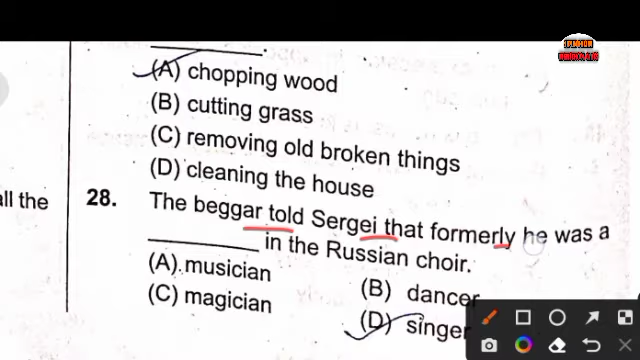 (A) chopping wood
(B) cutting grass
(C) removing old broken things
(D) cleaning the house
all the
28. The beggar told Sergei that formerly he was a
________ in the Russian choir.
(A) musician
(B) dancer
(C) magician
(D) singer